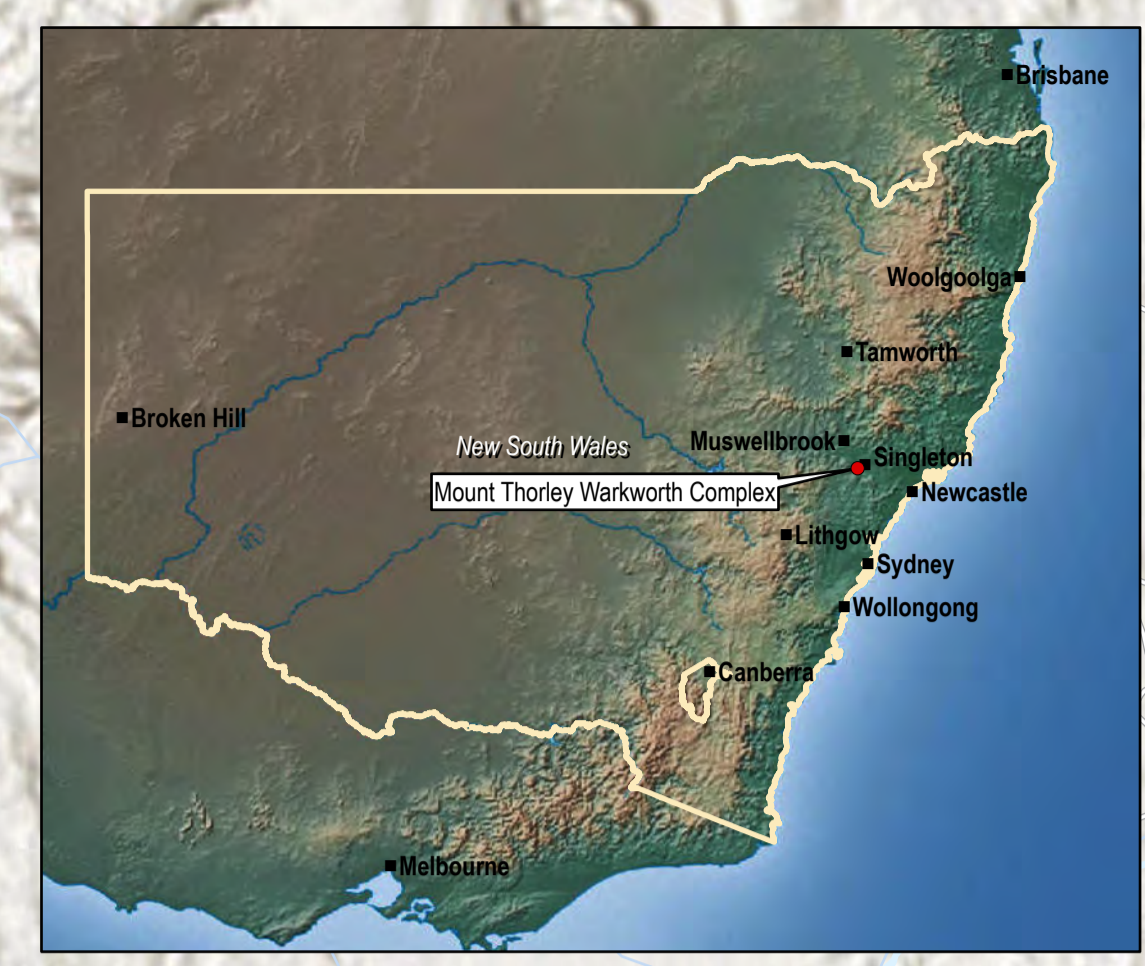 Brisbane
Woolgoolga
Tamworth
Broken Hill
Muswellbrook
New South Wales
Singleton
Mount Thorley Warkworth Complex
Newcastle
Lithgow
Sydney
Wollongong
Canberra
Melbourne